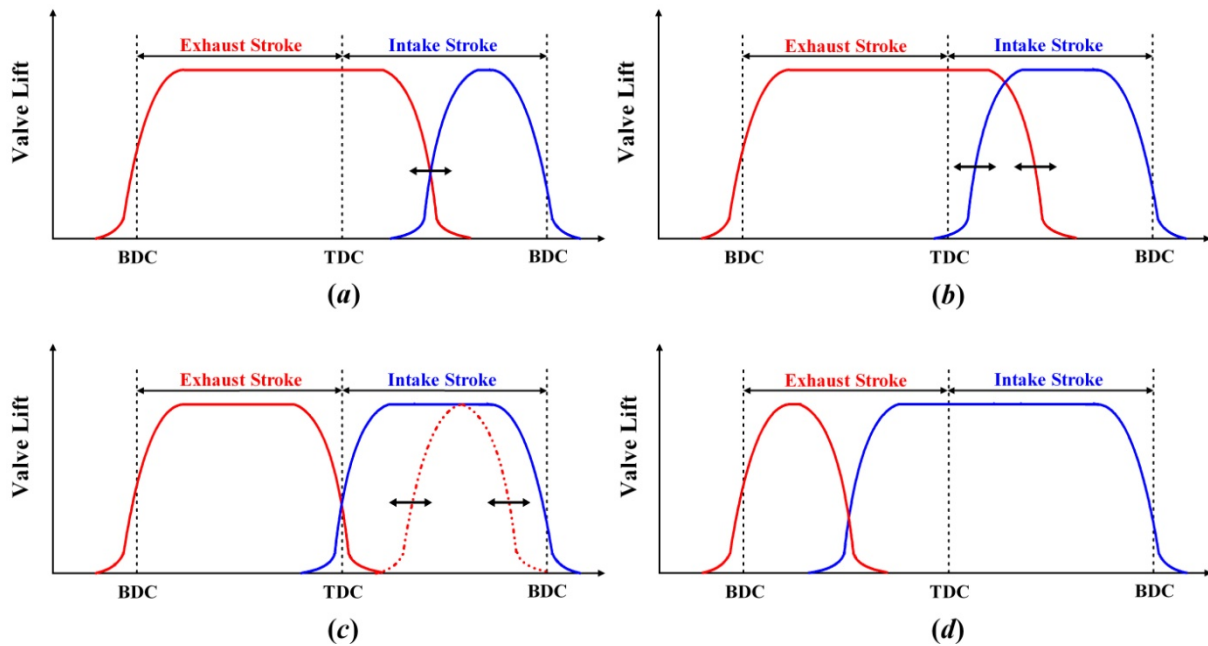 Exhaust Stroke Intake Stroke
Valve Lift
BDC TDC BDC
(a)
Exhaust Stroke Intake Stroke
Valve Lift
BDC TDC BDC
(b)
Exhaust Stroke Intake Stroke
Valve Lift
BDC TDC BDC
(c)
Exhaust Stroke Intake Stroke
Valve Lift
BDC TDC BDC
(d)